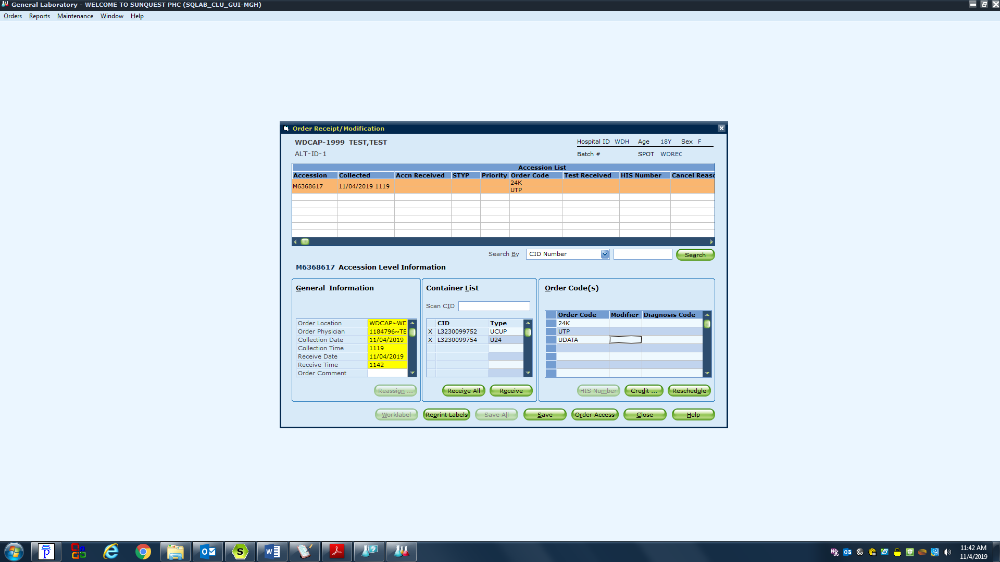 General Laboratory - WELCOME TO SUNQUEST PHC (SQLAB_CLU_GUI-MGH)
Orders Reports Maintenance Window Help
Order Receipt/Modification
WDCAP-1999 TEST,TEST
Hospital ID WDH Age 18Y Sex F
ALT-ID-1
Batch # SPOT WDREC
Accession List
Accession Collected Accn Received STYP Priority Order Code Test Received HIS Number Cancel Reaso
M6368617 11/04/2019 1119 24K
UTP
Search By CID Number Search
M6368617 Accession Level Information
General Information
Order Location WDCAP~WD
Order Physician 1184796~TE
Collection Date 11/04/2019
Collection Time 1119
Receive Date 11/04/2019
Receive Time 1142
Order Comment
Reassign ...
Container List
Scan CID
CID Type
X L3230099752 UCUP
X L3230099754 U24
Receive All Receive
Order Code(s)
Order Code Modifier Diagnosis Code
24K
UTP
UDATA
HIS Number Credit ... Reschedule
Worklabel Reprint Labels Save All Save Order Access Close Help
11:42 AM
11/4/2019